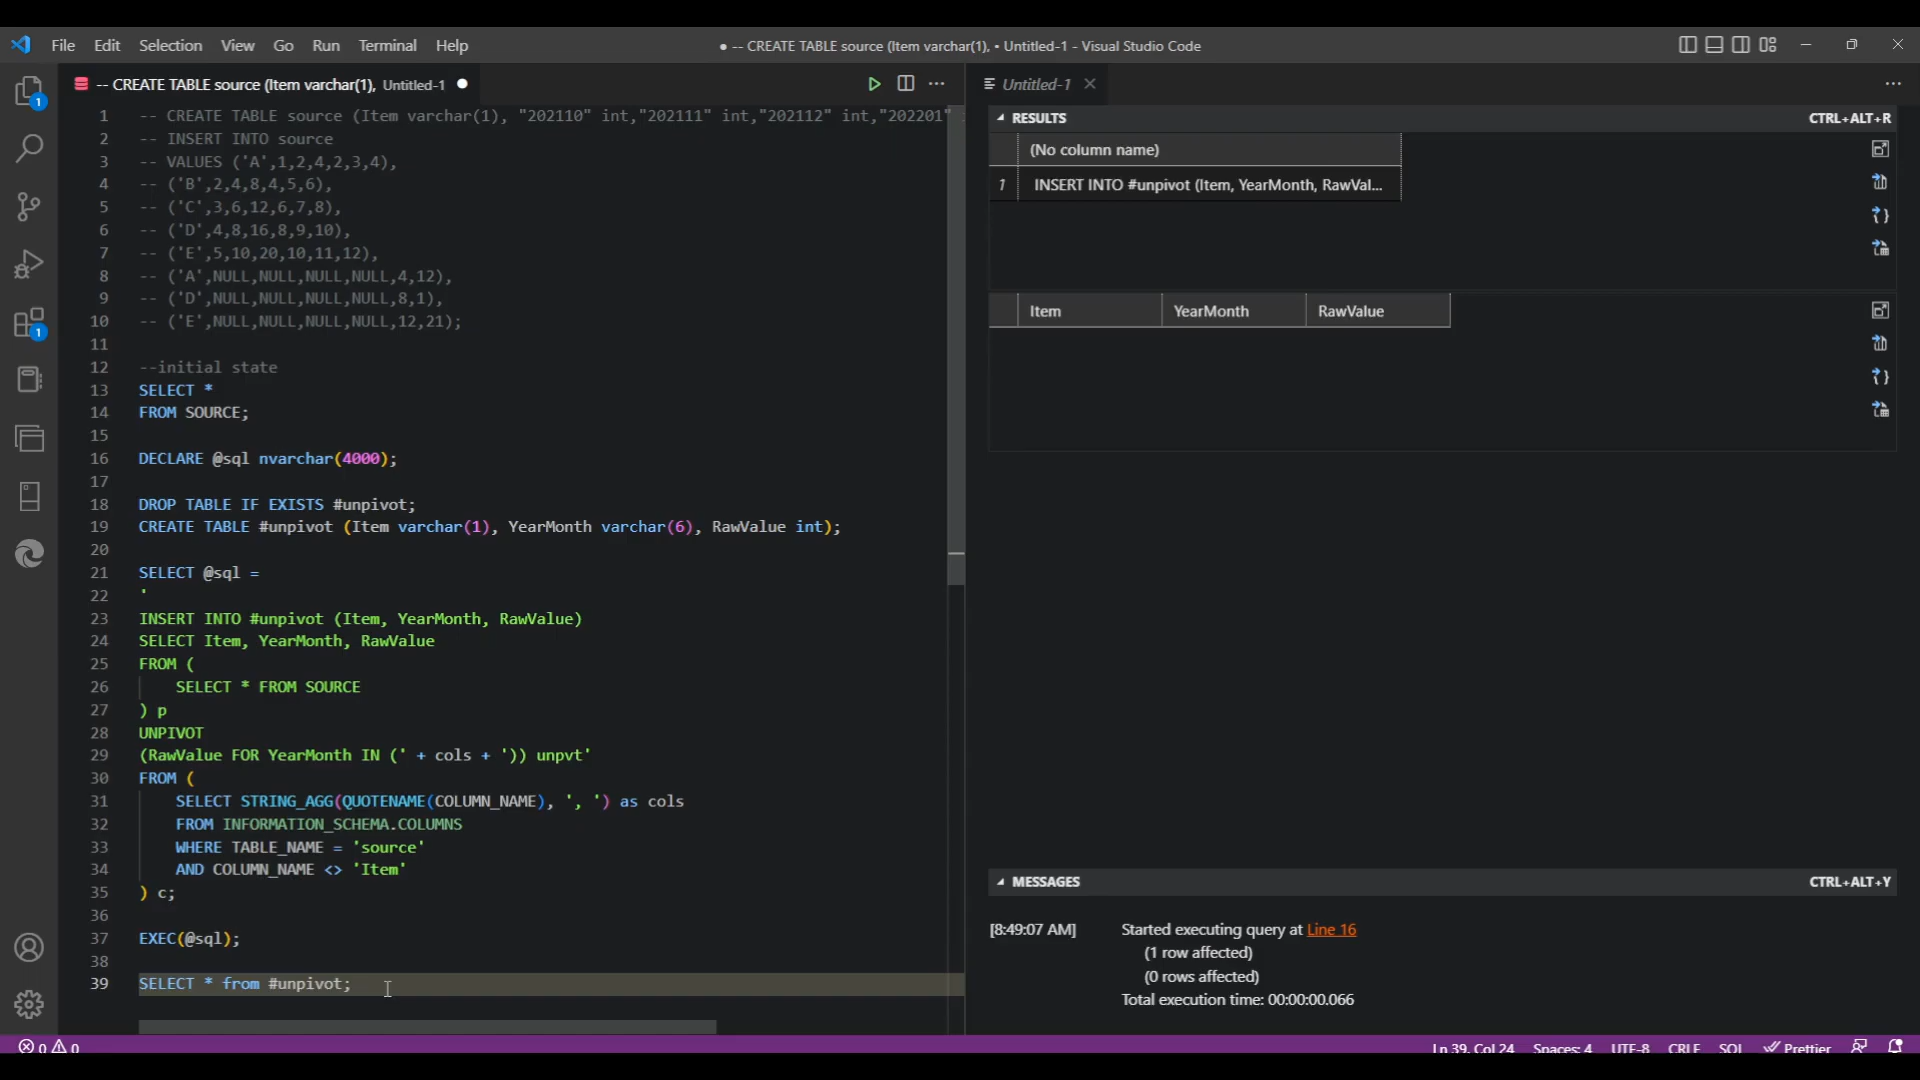 File Edit Selection View Go Run Terminal Help
● -- CREATE TABLE source (Item varchar(1), • Untitled-1 - Visual Studio Code
-- CREATE TABLE source (Item varchar(1), Untitled-1 ●
1 -- CREATE TABLE source (Item varchar(1), "202110" int,"202111" int,"202112" int,"202201"
2 -- INSERT INTO source
3 -- VALUES ('A',1,2,4,2,3,4),
4 -- ('B',2,4,8,4,5,6),
5 -- ('C',3,6,12,6,7,8),
6 -- ('D',4,8,16,8,9,10),
7 -- ('E',5,10,20,10,11,12),
8 -- ('A',NULL,NULL,NULL,NULL,4,12),
9 -- ('D',NULL,NULL,NULL,NULL,8,1),
10 -- ('E',NULL,NULL,NULL,NULL,12,21);
11
12 --initial state
13 SELECT *
14 FROM SOURCE;
15
16 DECLARE @sql nvarchar(4000);
17
18 DROP TABLE IF EXISTS #unpivot;
19 CREATE TABLE #unpivot (Item varchar(1), YearMonth varchar(6), RawValue int);
20
21 SELECT @sql =
22 '
23 INSERT INTO #unpivot (Item, YearMonth, RawValue)
24 SELECT Item, YearMonth, RawValue
25 FROM (
26 SELECT * FROM SOURCE
27 ) p
28 UNPIVOT
29 (RawValue FOR YearMonth IN (' + cols + ')) unpvt'
30 FROM (
31 SELECT STRING_AGG(QUOTENAME(COLUMN_NAME), ', ') as cols
32 FROM INFORMATION_SCHEMA.COLUMNS
33 WHERE TABLE_NAME = 'source'
34 AND COLUMN_NAME <> 'Item'
35 ) c;
36
37 EXEC(@sql);
38
39 SELECT * from #unpivot;
Untitled-1
RESULTS CTRL+ALT+R
(No column name)
1 INSERT INTO #unpivot (Item, YearMonth, RawVal...
Item YearMonth RawValue
MESSAGES CTRL+ALT+Y
[8:49:07 AM] Started executing query at Line 16
(1 row affected)
(0 rows affected)
Total execution time: 00:00:00.066
1
1
0 0
Ln 39, Col 24 Spaces: 4 UTF-8 CRLF SQL Prettier